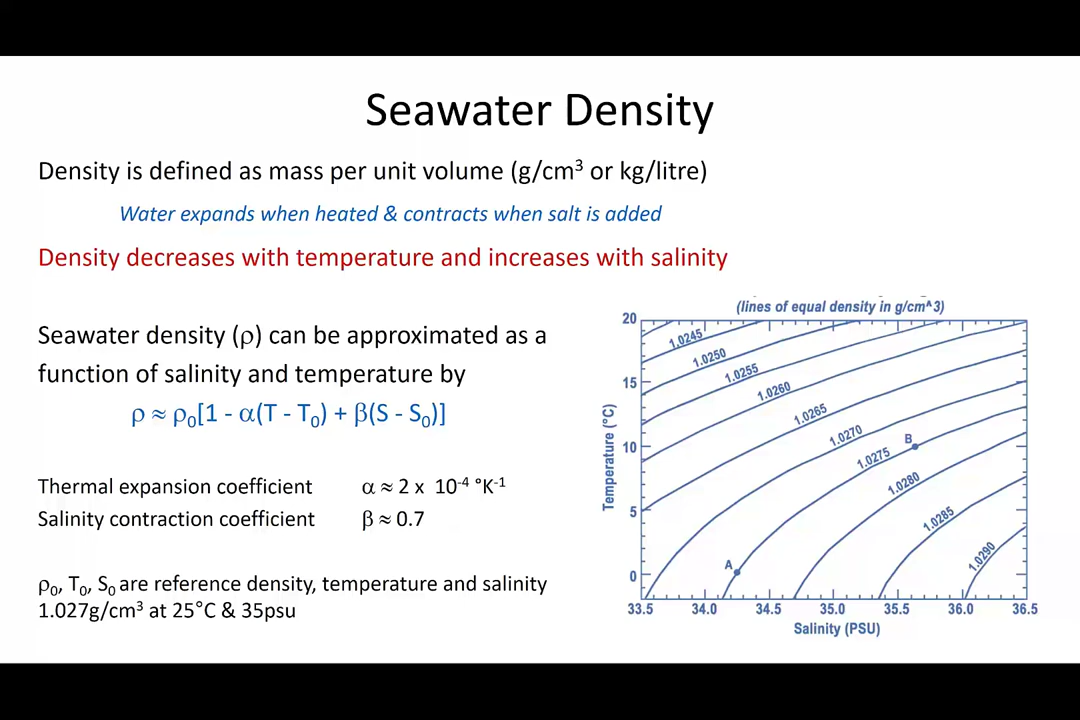 Seawater Density
Density is defined as mass per unit volume (g/cm³ or kg/litre)
Water expands when heated & contracts when salt is added
Density decreases with temperature and increases with salinity
Seawater density (ρ) can be approximated as a
function of salinity and temperature by
ρ ≈ ρ₀[1 - α(T - T₀) + β(S - S₀)]
Thermal expansion coefficient α ≈ 2 x 10⁻⁴ °K⁻¹
Salinity contraction coefficient β ≈ 0.7
ρ₀, T₀, S₀ are reference density, temperature and salinity
1.027g/cm³ at 25°C & 35psu
(lines of equal density in g/cm^3)
20
15
10
5
0
Temperature (°C)
1.0245
1.0250
1.0255
1.0260
1.0265
1.0270
1.0275
1.0280
1.0285
1.0290
B
A
33.5 34.0 34.5 35.0 35.5 36.0 36.5
Salinity (PSU)